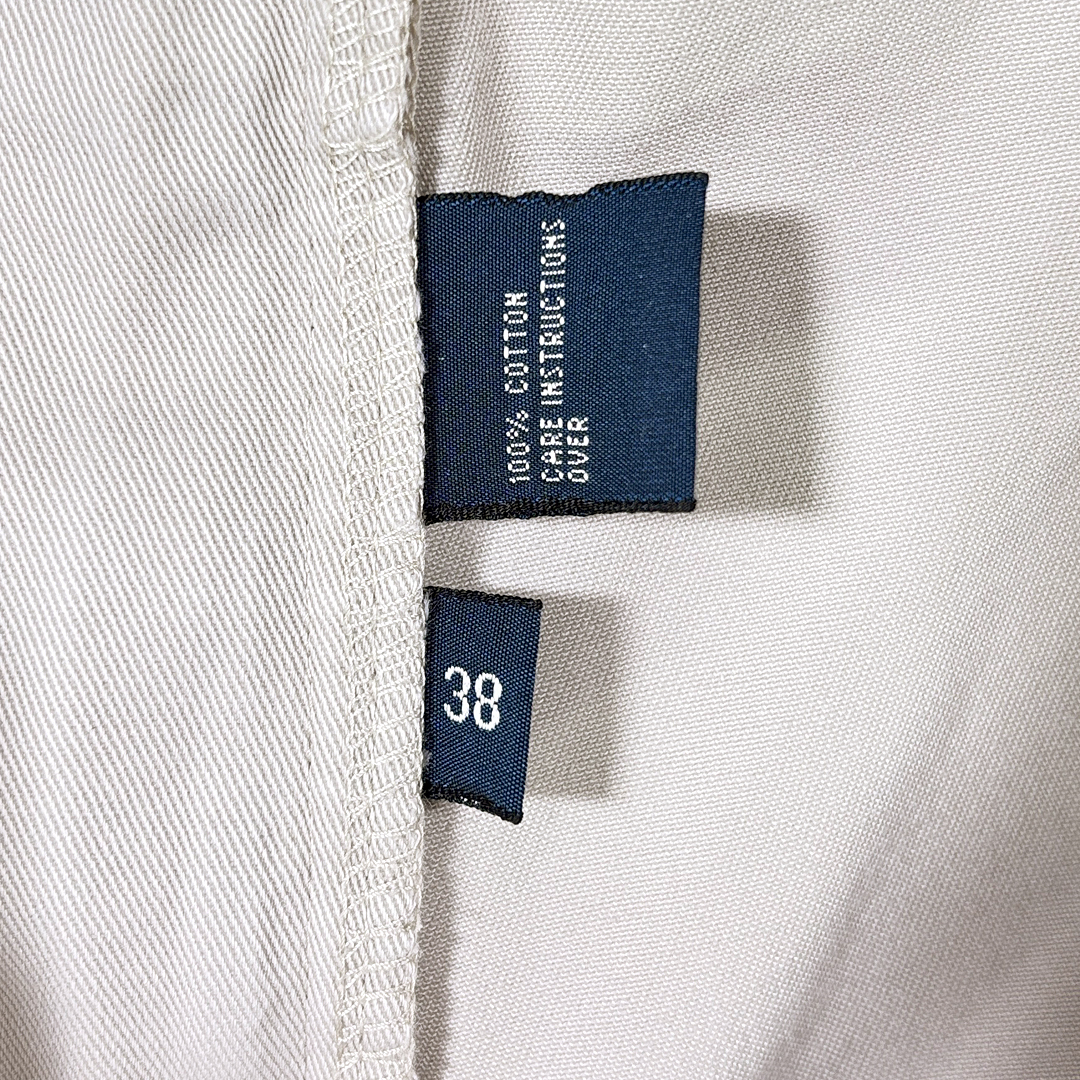 100% COTTON
CARE INSTRUCTIONS
OVER
38